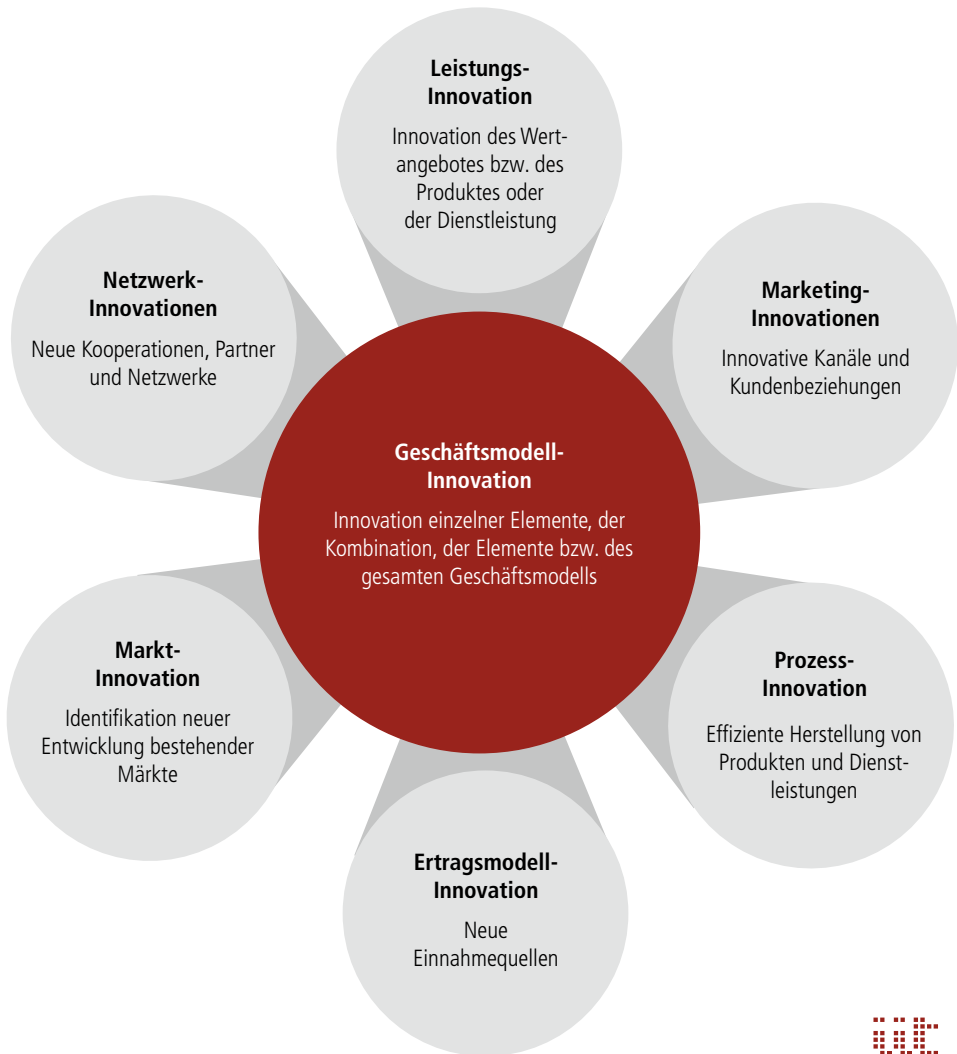 Leistungs-
Innovation
Innovation des Wert-
angebotes bzw. des
Produktes oder
der Dienstleistung
Netzwerk-
Innovationen
Neue Kooperationen, Partner
und Netzwerke
Marketing-
Innovationen
Innovative Kanäle und
Kundenbeziehungen
Geschäftsmodell-
Innovation
Innovation einzelner Elemente, der
Kombination, der Elemente bzw. des
gesamten Geschäftsmodells
Markt-
Innovation
Identifikation neuer
Entwicklung bestehender
Märkte
Prozess-
Innovation
Effiziente Herstellung von
Produkten und Dienst-
leistungen
Ertragsmodell-
Innovation
Neue
Einnahmequellen